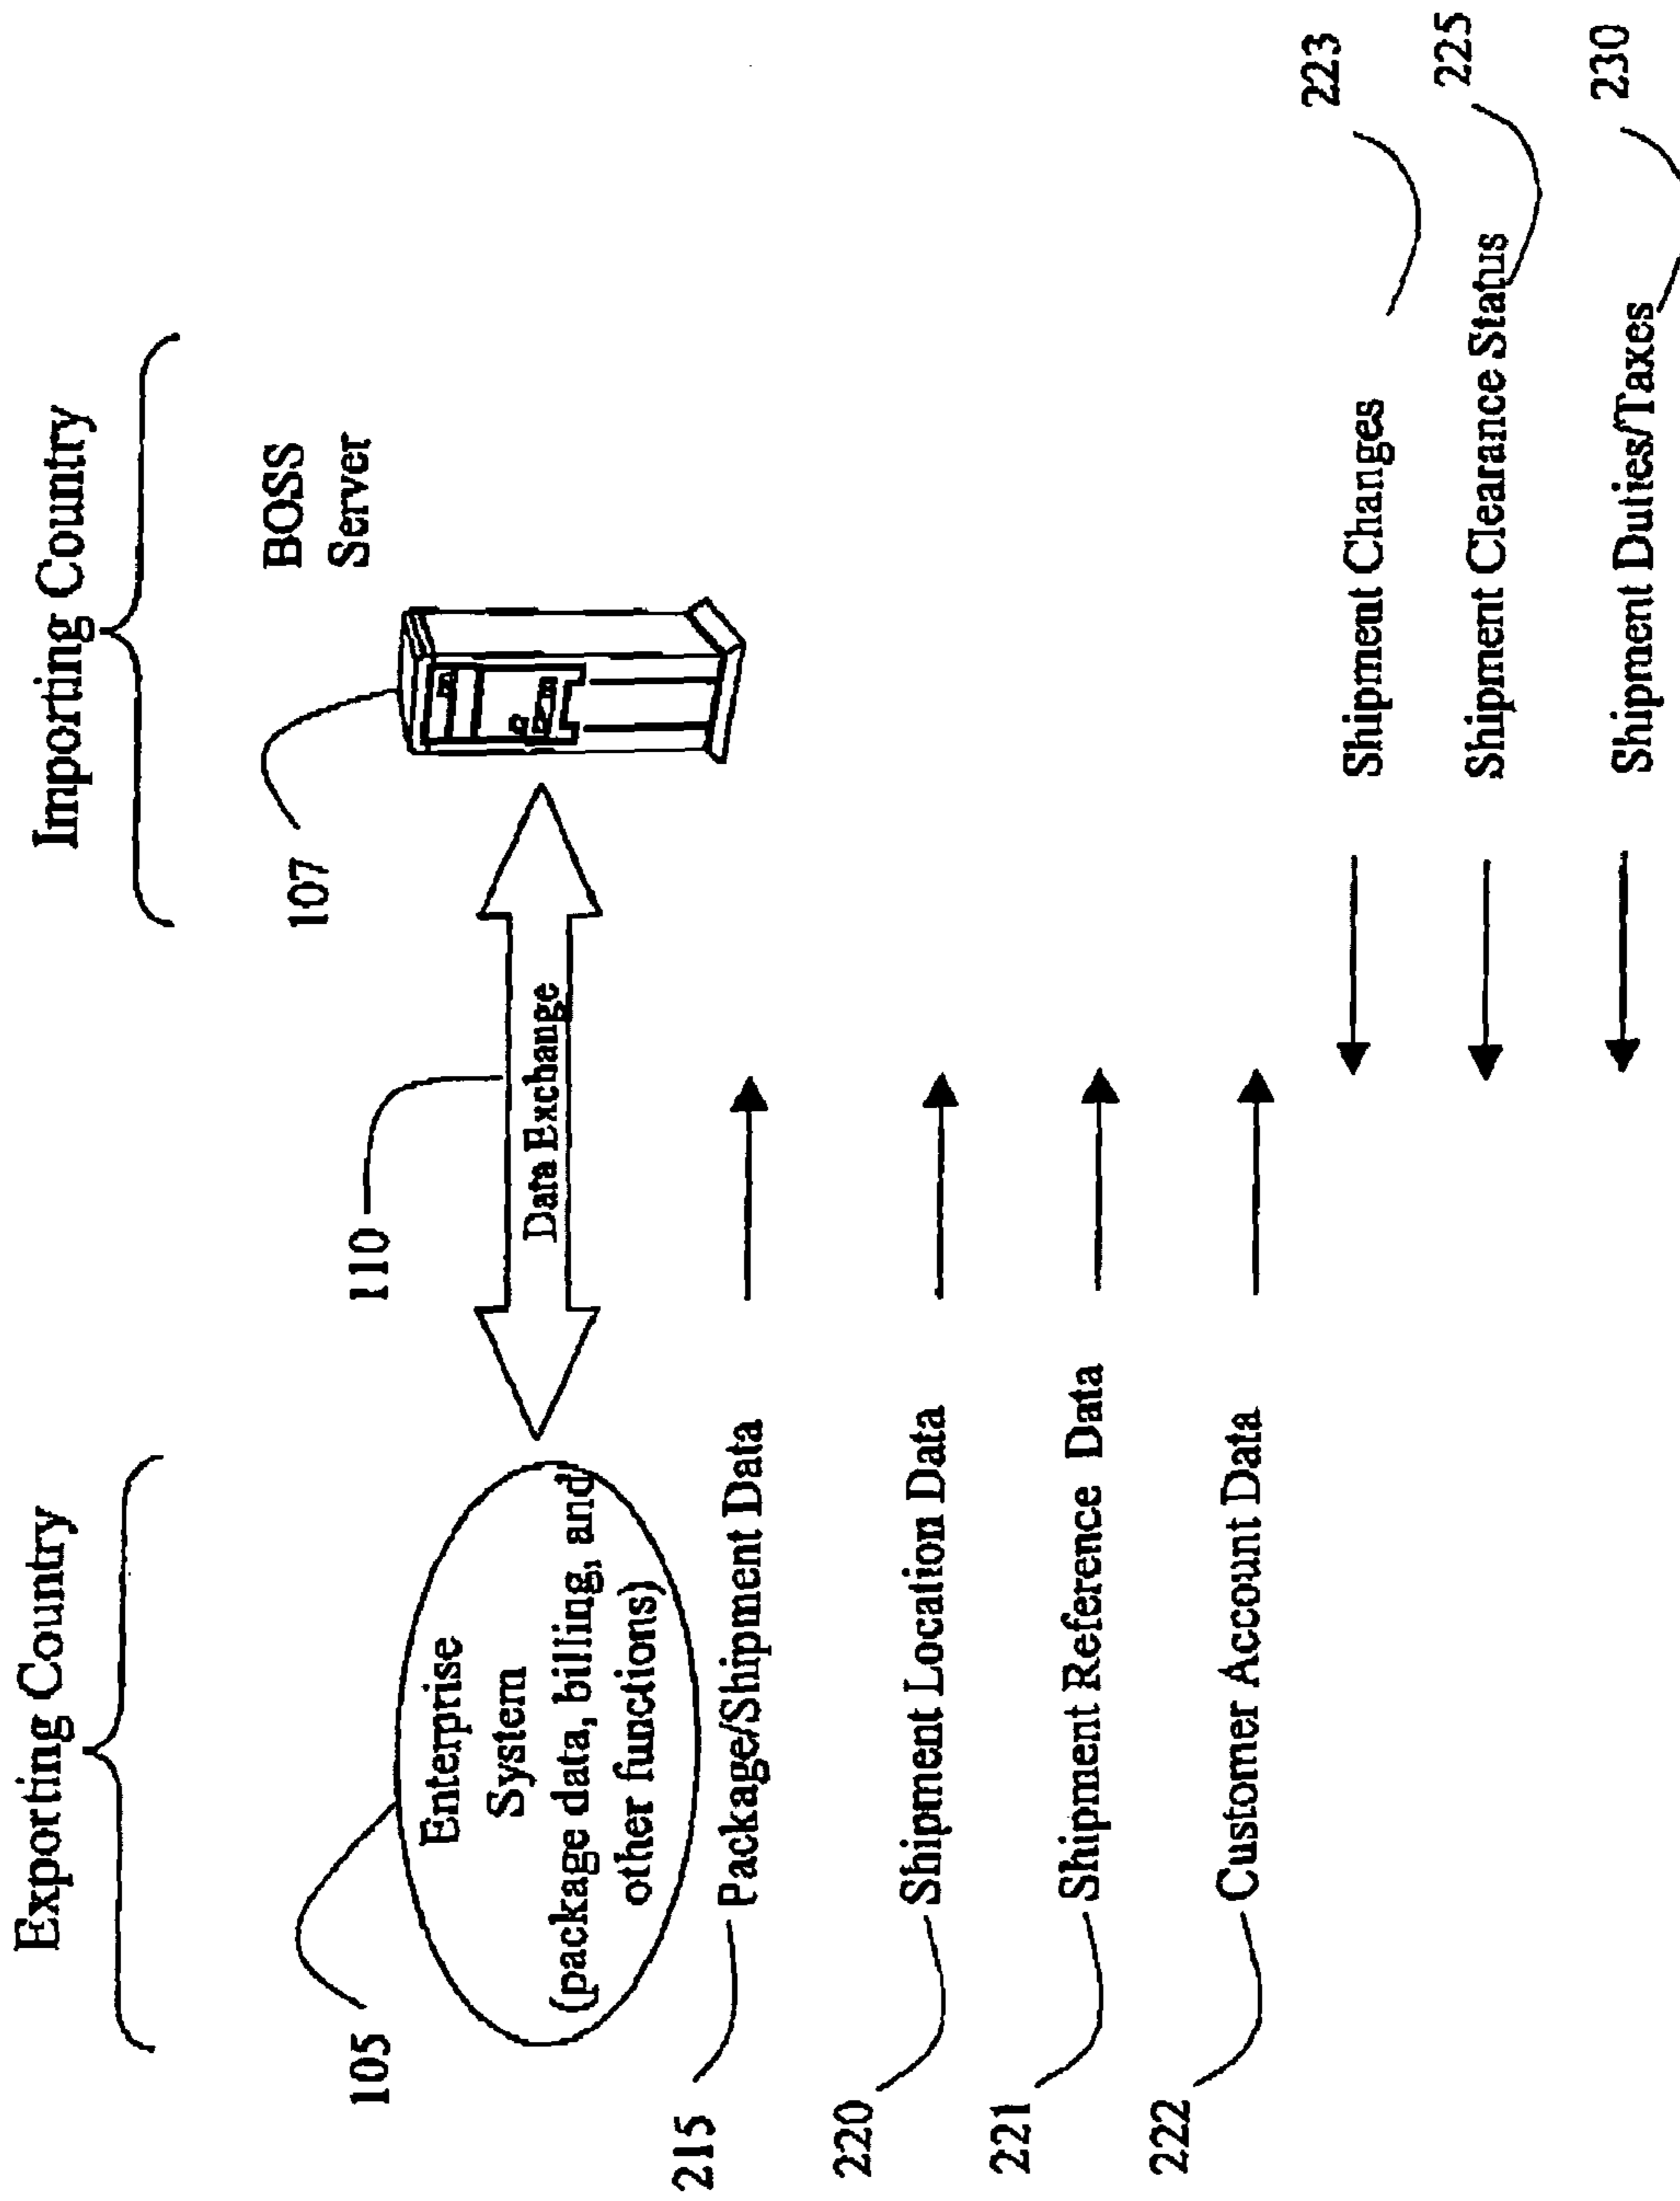 Exporting Country
Importing Country
105
Enterprise
System
(package data, billing, and
other functions)
110
Data Exchange
107
BOSS
Server
215
Package/Shipment Data
220
Shipment Location Data
221
Shipment Reference Data
222
Customer Account Data
Shipment Changes
223
Shipment Clearance Status
225
Shipment Duties/Taxes
230